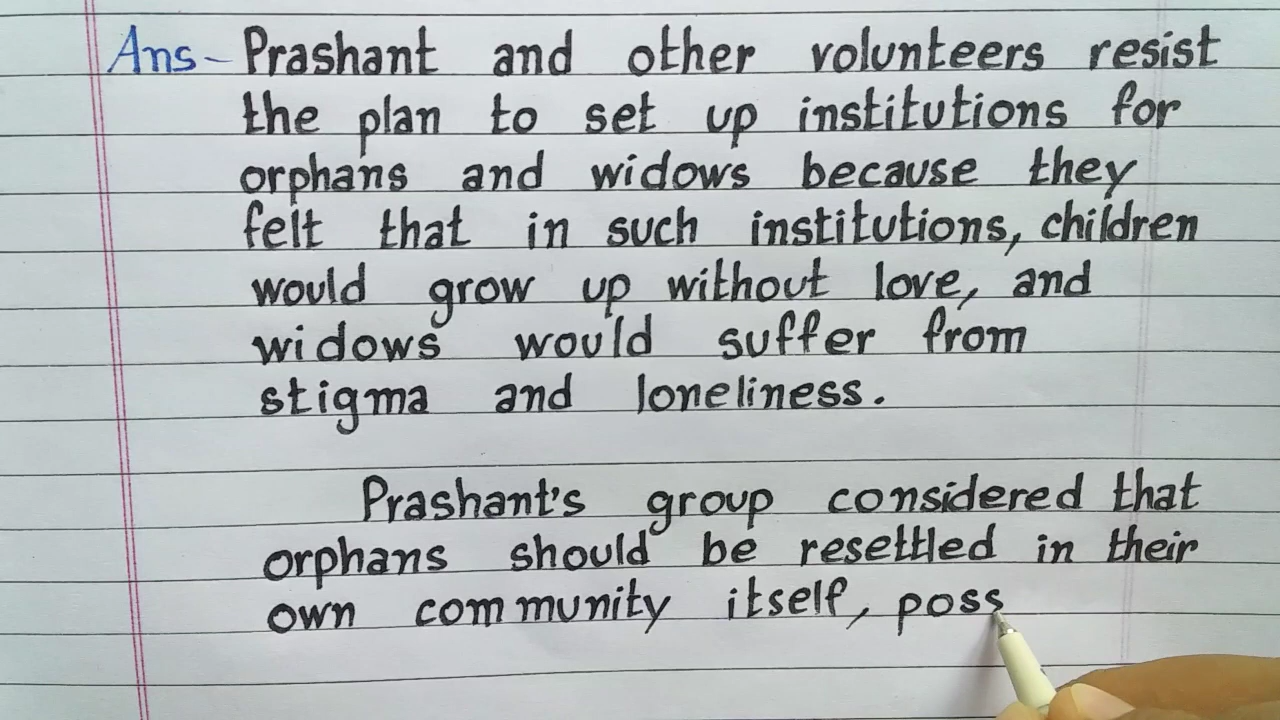 Ans- Prashant and other volunteers resist
the plan to set up institutions for
orphans and widows because they
felt that in such institutions, children
would grow up without love, and
widows would suffer from
stigma and loneliness.
Prashant's group considered that
orphans should be resettled in their
own community itself, poss